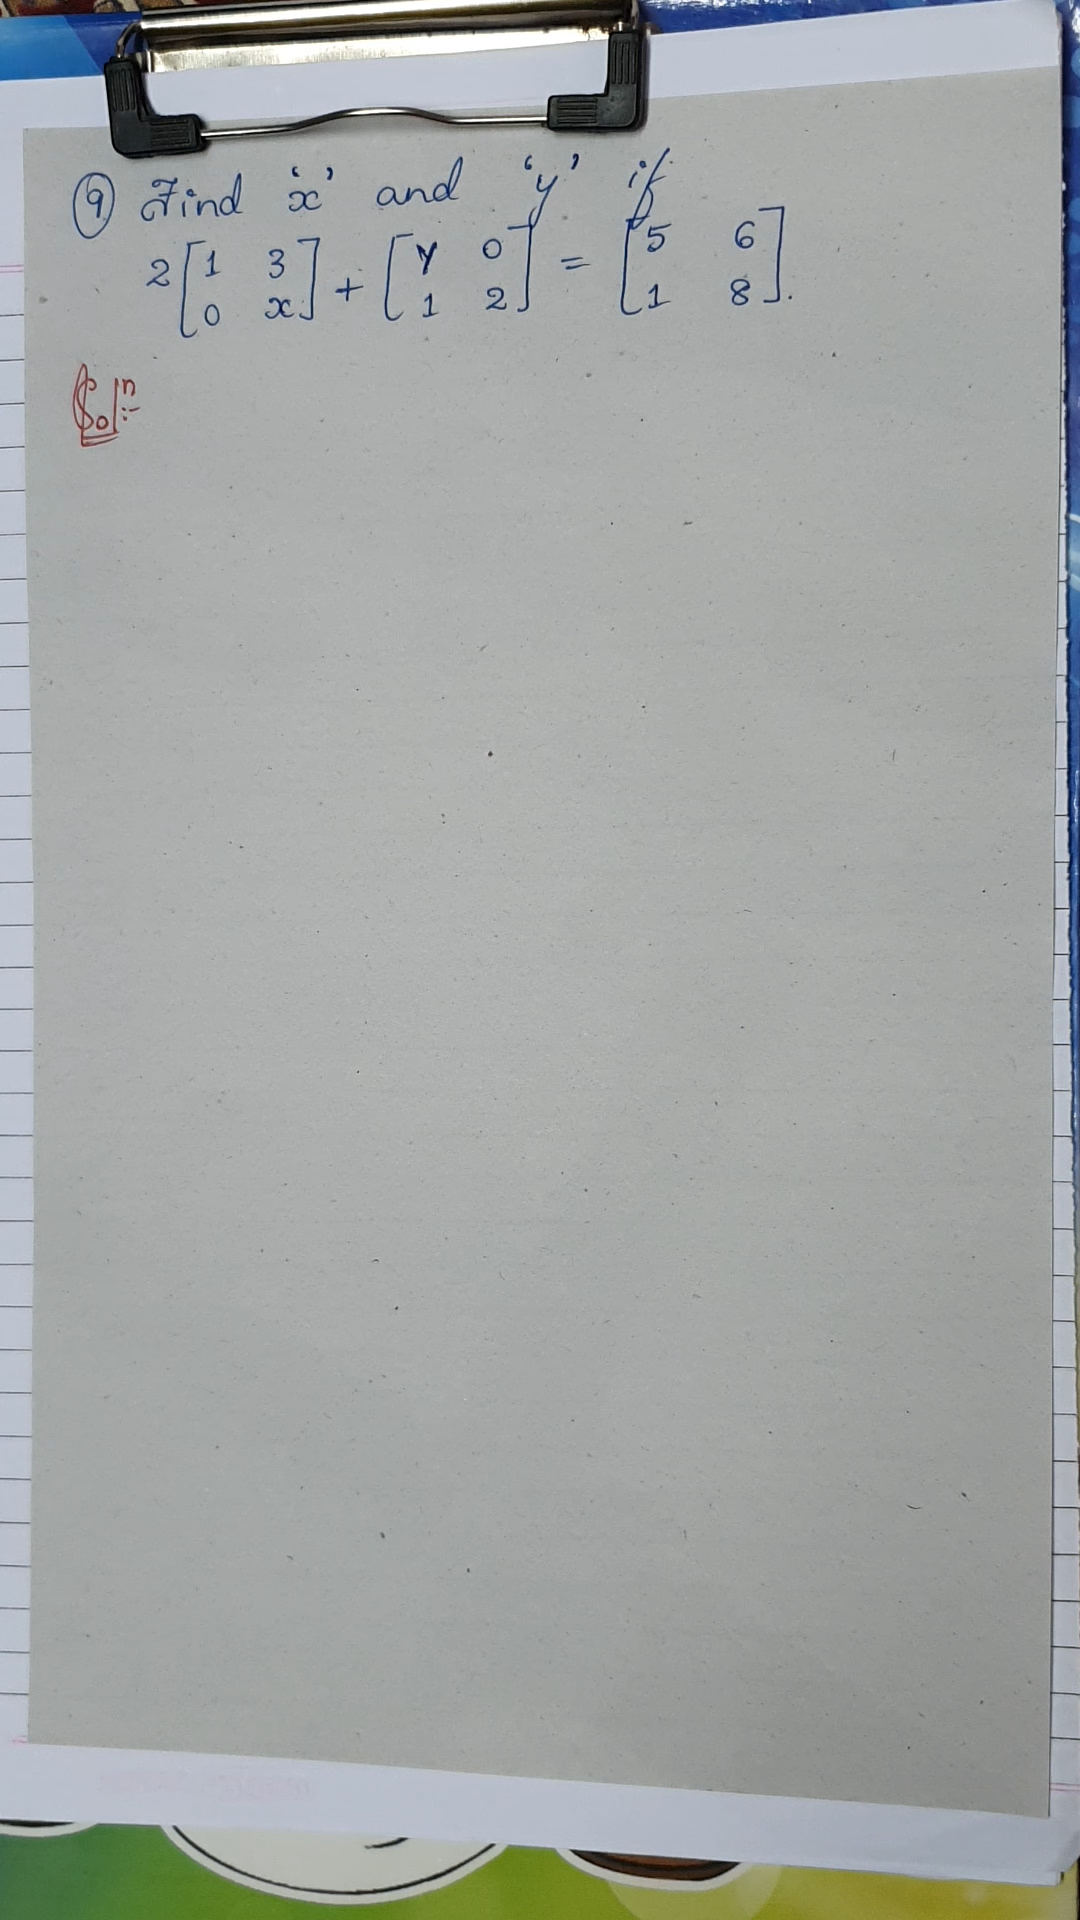 ⑨ Find 'x' and 'y' if
2[1 3
0 x] + [y 0
1 2] = [5 6
1 8].
Solⁿ:-